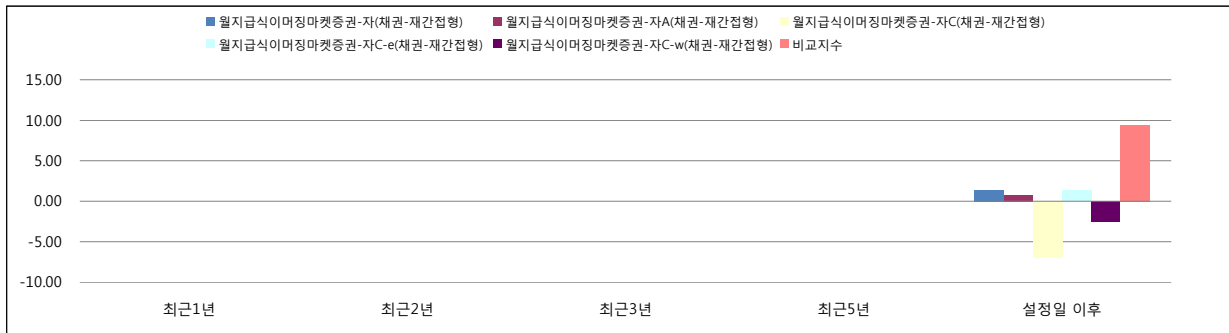 월지급식이머징마켓증권-자(채권-재간접형) 월지급식이머징마켓증권-자A(채권-재간접형) 월지급식이머징마켓증권-자C(채권-재간접형)
월지급식이머징마켓증권-자C-e(채권-재간접형) 월지급식이머징마켓증권-자C-w(채권-재간접형) 비교지수
15.00
10.00
5.00
0.00
-5.00
-10.00
최근1년 최근2년 최근3년 최근5년 설정일 이후